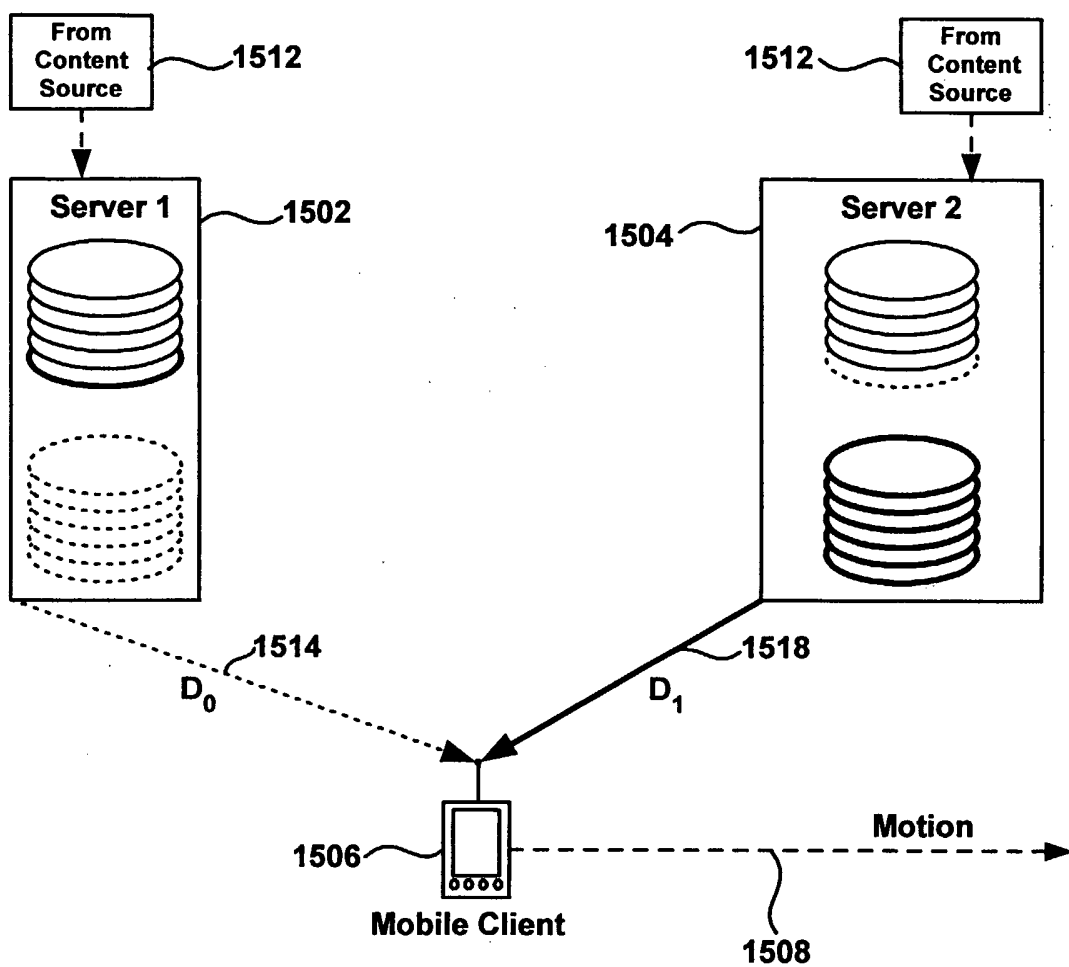 From
Content
Source
1512
1512
From
Content
Source
Server 1
1502
1504
Server 2
1514
D0
1518
D1
1506
Motion
Mobile Client
1508